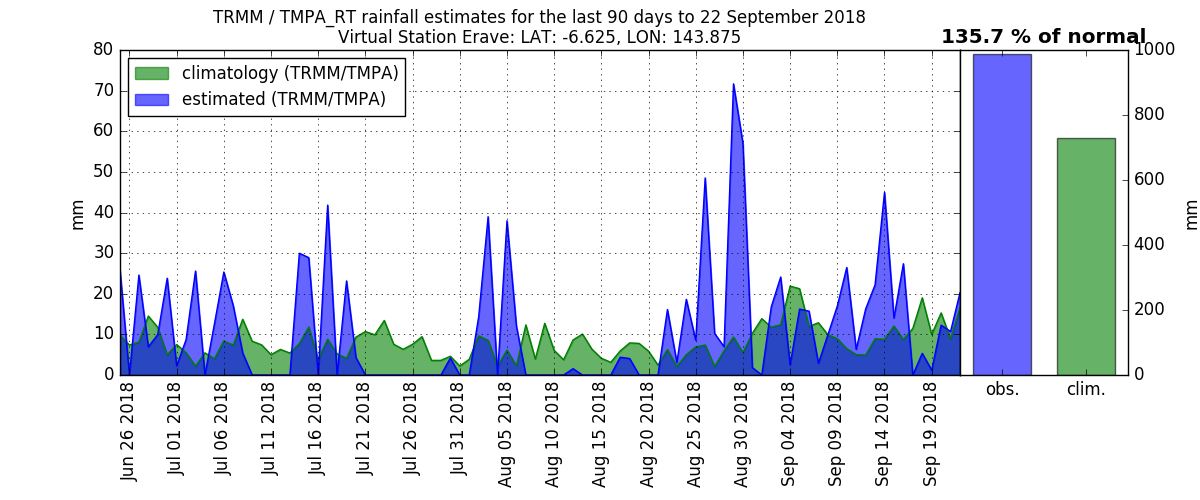 TRMM / TMPA_RT rainfall estimates for the last 90 days to 22 September 2018
Virtual Station Erave: LAT: -6.625, LON: 143.875
135.7 % of normal
climatology (TRMM/TMPA)
estimated (TRMM/TMPA)
80
70
60
50
40
30
20
10
0
mm
1000
800
600
400
200
0
mm
Jun 26 2018
Jul 01 2018
Jul 06 2018
Jul 11 2018
Jul 16 2018
Jul 21 2018
Jul 26 2018
Jul 31 2018
Aug 05 2018
Aug 10 2018
Aug 15 2018
Aug 20 2018
Aug 25 2018
Aug 30 2018
Sep 04 2018
Sep 09 2018
Sep 14 2018
Sep 19 2018
obs.
clim.